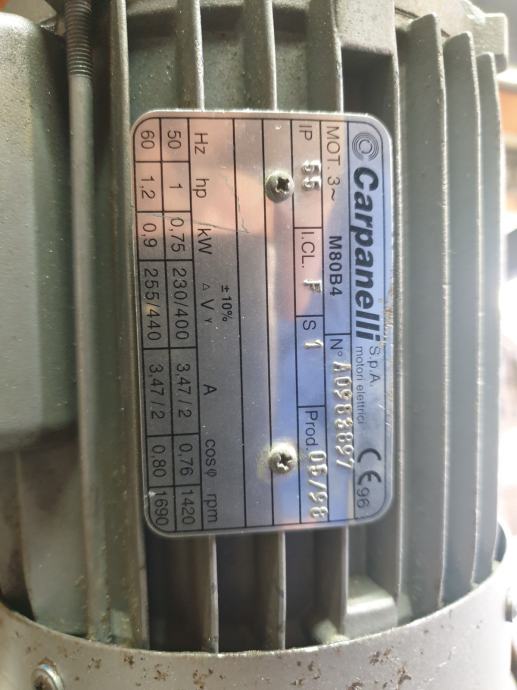 Carpanelli S.p.A. motori elettrici CE 96
MOT. 3~ M80B4 N° A0983897
IP 55 I.CL. F S 1 Prod. 05/98
±10%
Hz hp kW △ V Y A cosφ rpm
50 1 0,75 230/400 3,47/2 0,76 1420
60 1,2 0,9 255/440 3,47/2 0,80 1690